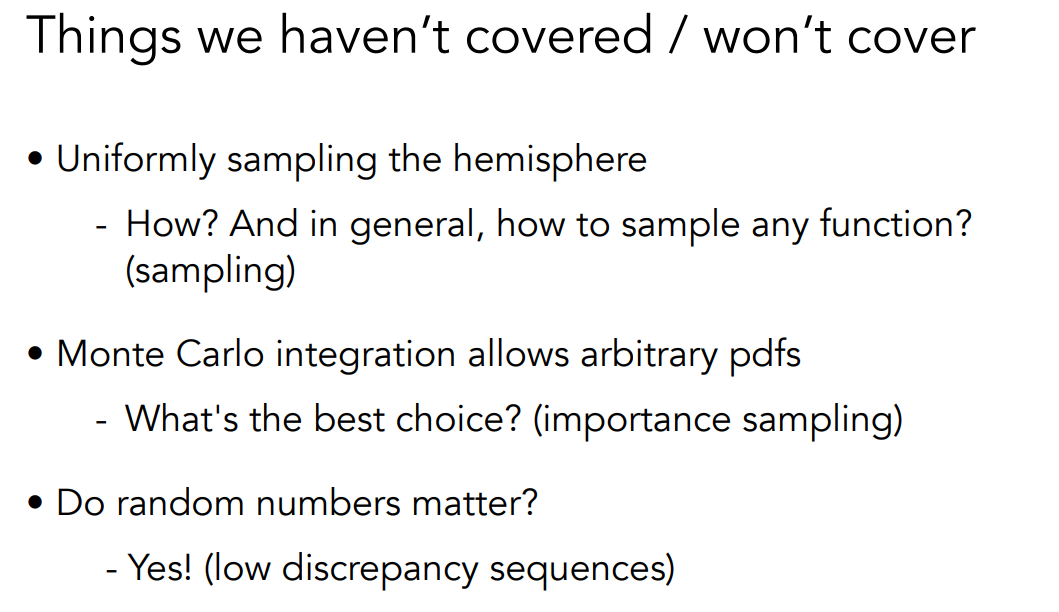 Things we haven’t covered / won’t cover
• Uniformly sampling the hemisphere
- How? And in general, how to sample any function?
(sampling)
• Monte Carlo integration allows arbitrary pdfs
- What's the best choice? (importance sampling)
• Do random numbers matter?
- Yes! (low discrepancy sequences)